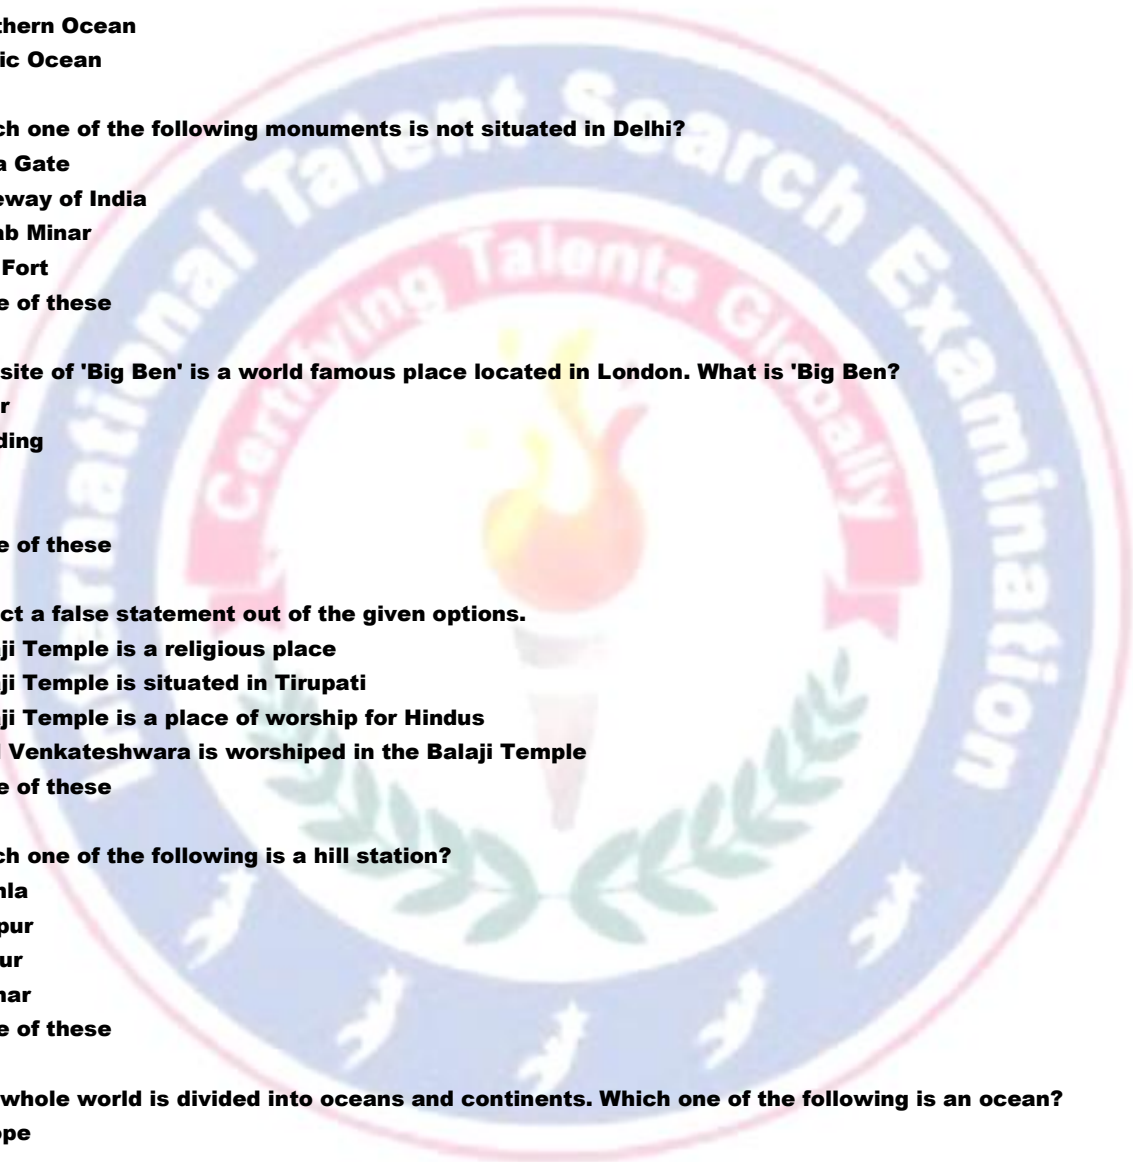 thern Ocean
ic Ocean
ch one of the following monuments is not situated in Delhi?
a Gate
eway of India
ab Minar
Fort
e of these
site of 'Big Ben' is a world famous place located in London. What is 'Big Ben?
r
ding
e of these
ct a false statement out of the given options.
ji Temple is a religious place
ji Temple is situated in Tirupati
ji Temple is a place of worship for Hindus
Venkateshwara is worshiped in the Balaji Temple
e of these
ch one of the following is a hill station?
nla
pur
ur
nar
e of these
whole world is divided into oceans and continents. Which one of the following is an ocean?
ope
International Talent Search Examination
Certifying Talents Globally